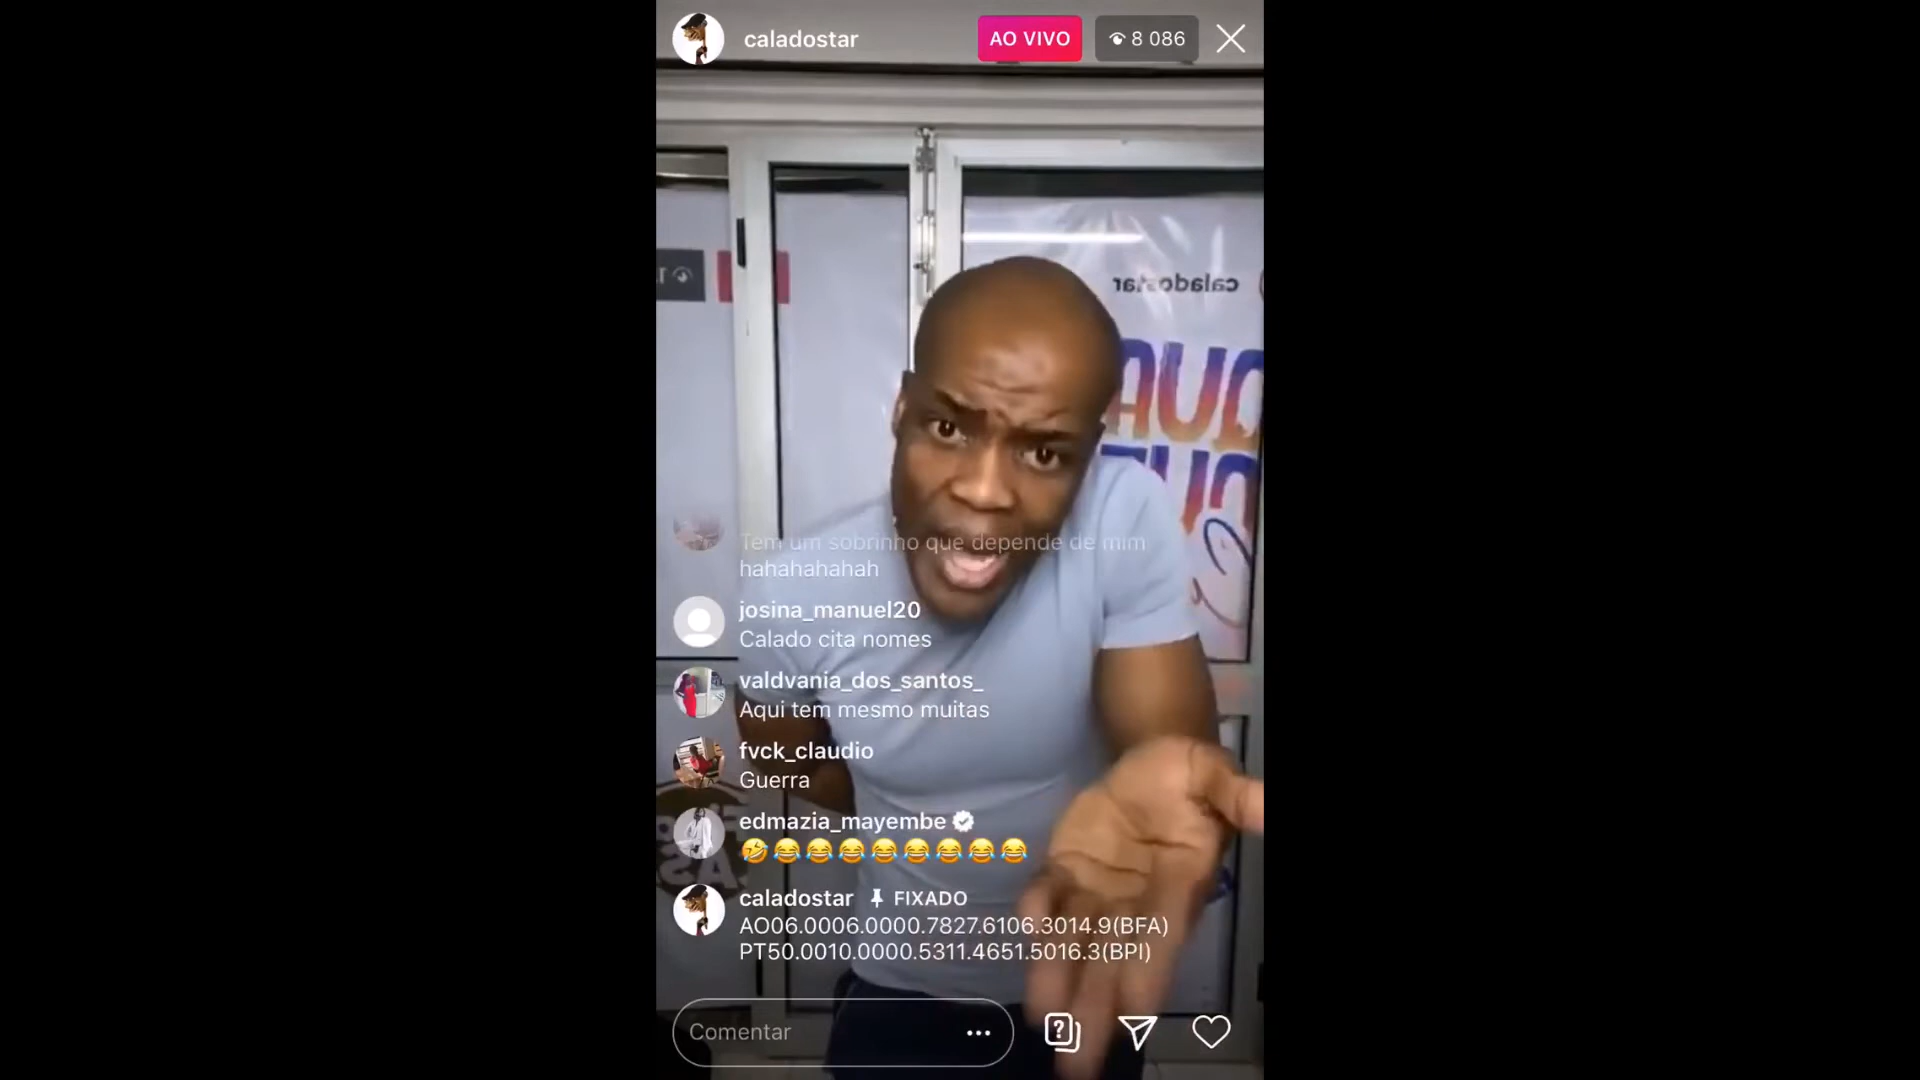 caladostar
AO VIVO
8 086
caladostar
Tem um sobrinho que depende de mim
hahahahahah
josina_manuel20
Calado cita nomes
valdvania_dos_santos_
Aqui tem mesmo muitas
fvck_claudio
Guerra
edmazia_mayembe
🤣😂😂😂😂😂😂😂😂
caladostar FIXADO
AO06.0006.0000.7827.6106.3014.9(BFA)
PT50.0010.0000.5311.4651.5016.3(BPI)
Comentar